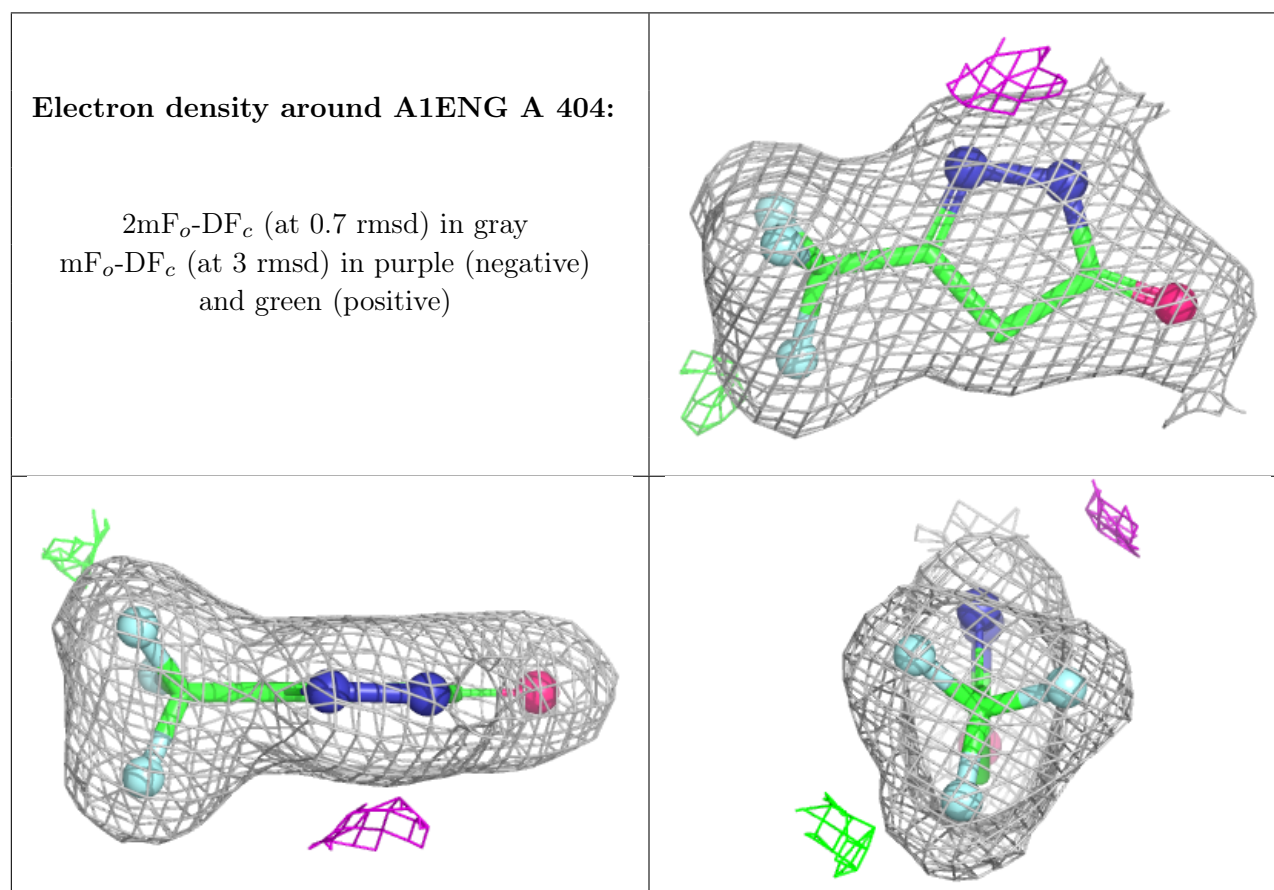 Electron density around A1ENG A 404:
2mFo-DFc (at 0.7 rmsd) in gray
mFo-DFc (at 3 rmsd) in purple (negative)
and green (positive)